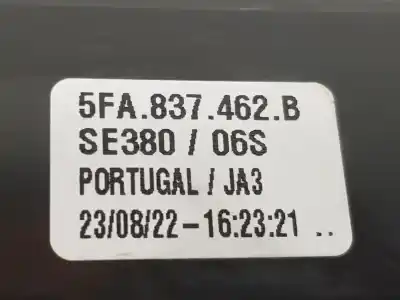 5FA.837.462.B
SE380 / 06S
PORTUGAL / JA3
23/08/22-16:23:21 ..